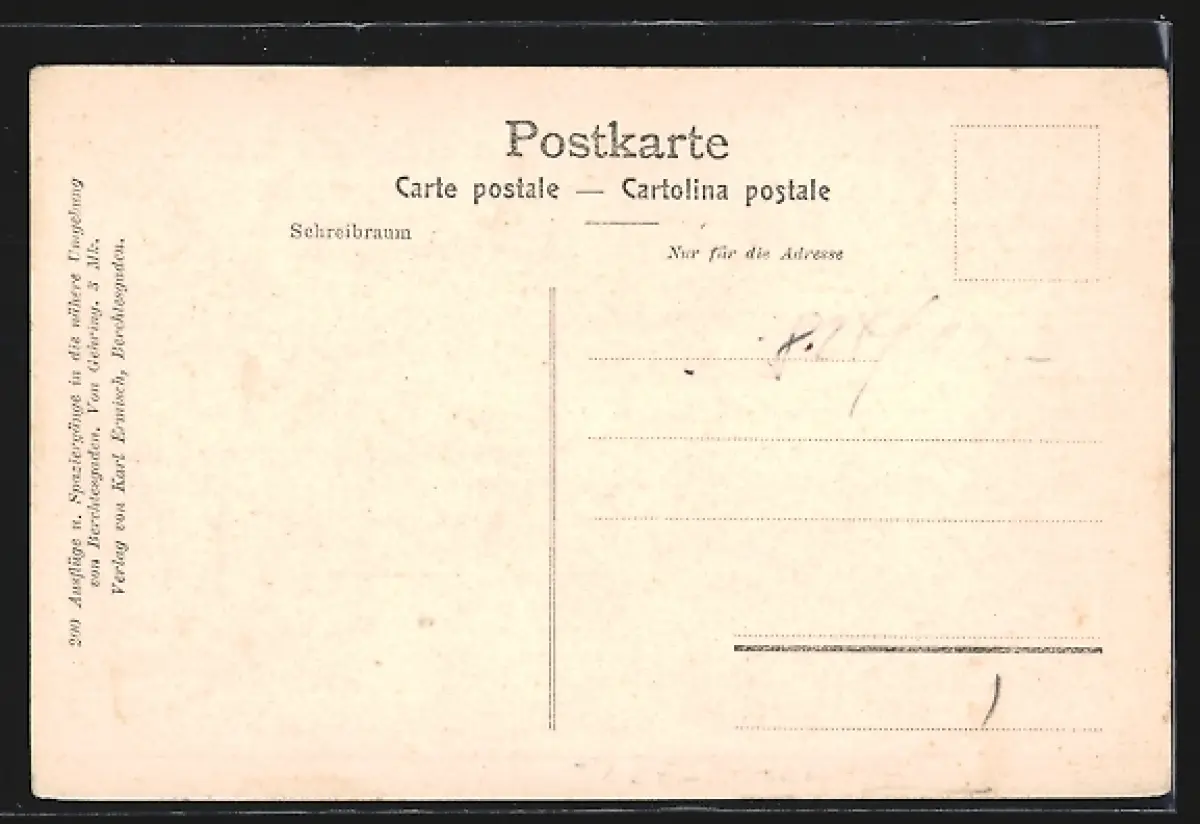 Postkarte
Carte postale — Cartolina postale
Schreibraum
Nur für die Adresse
200 Ausflüge u. Spaziergänge in die nähere Umgebung
von Berchtesgaden. Von Gehring. 3 Mk.
Verlag von Karl Ermisch, Berchtesgaden.